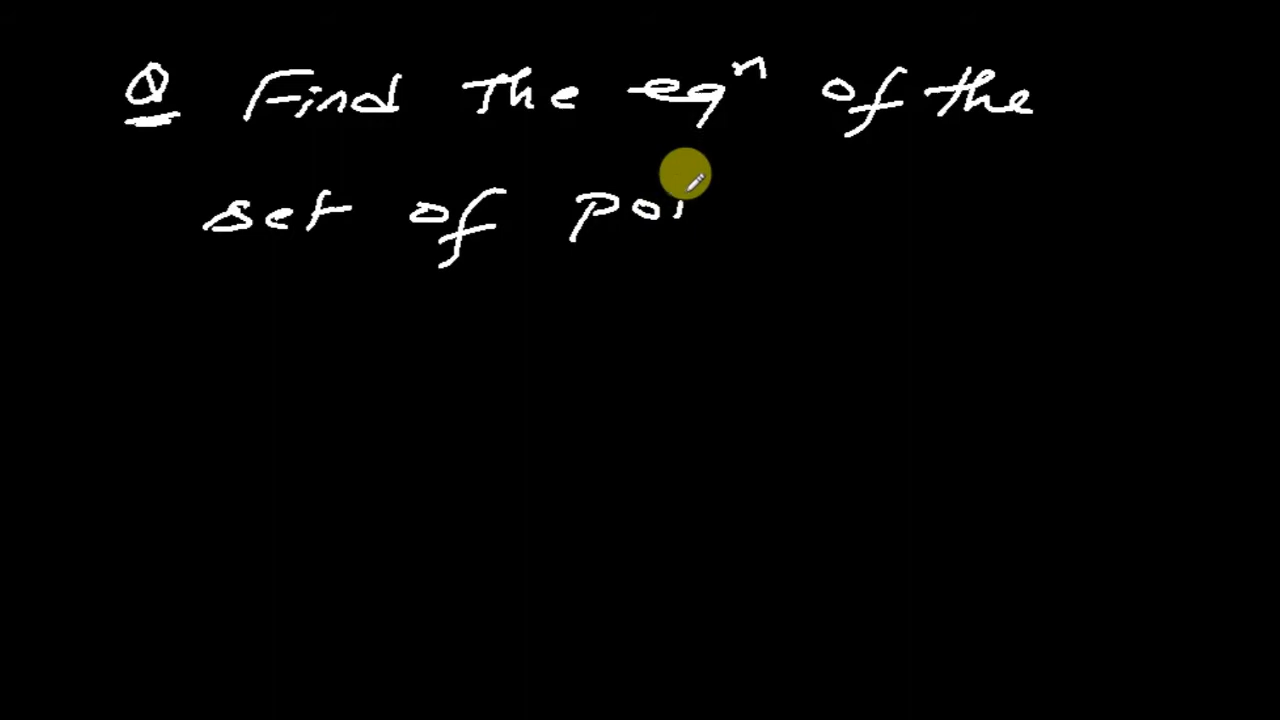 Q Find The eqⁿ of the
set of poi